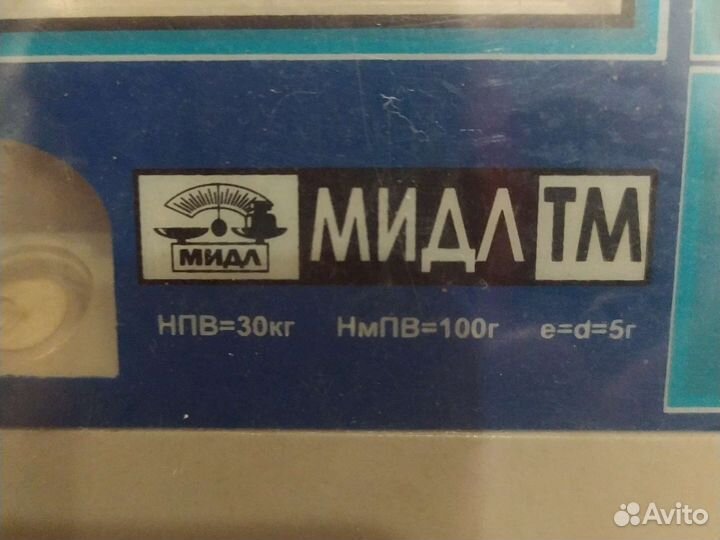 МИДЛ МИДЛ ТМ
НПВ=30кг НмПВ=100г e=d=5г
Avito